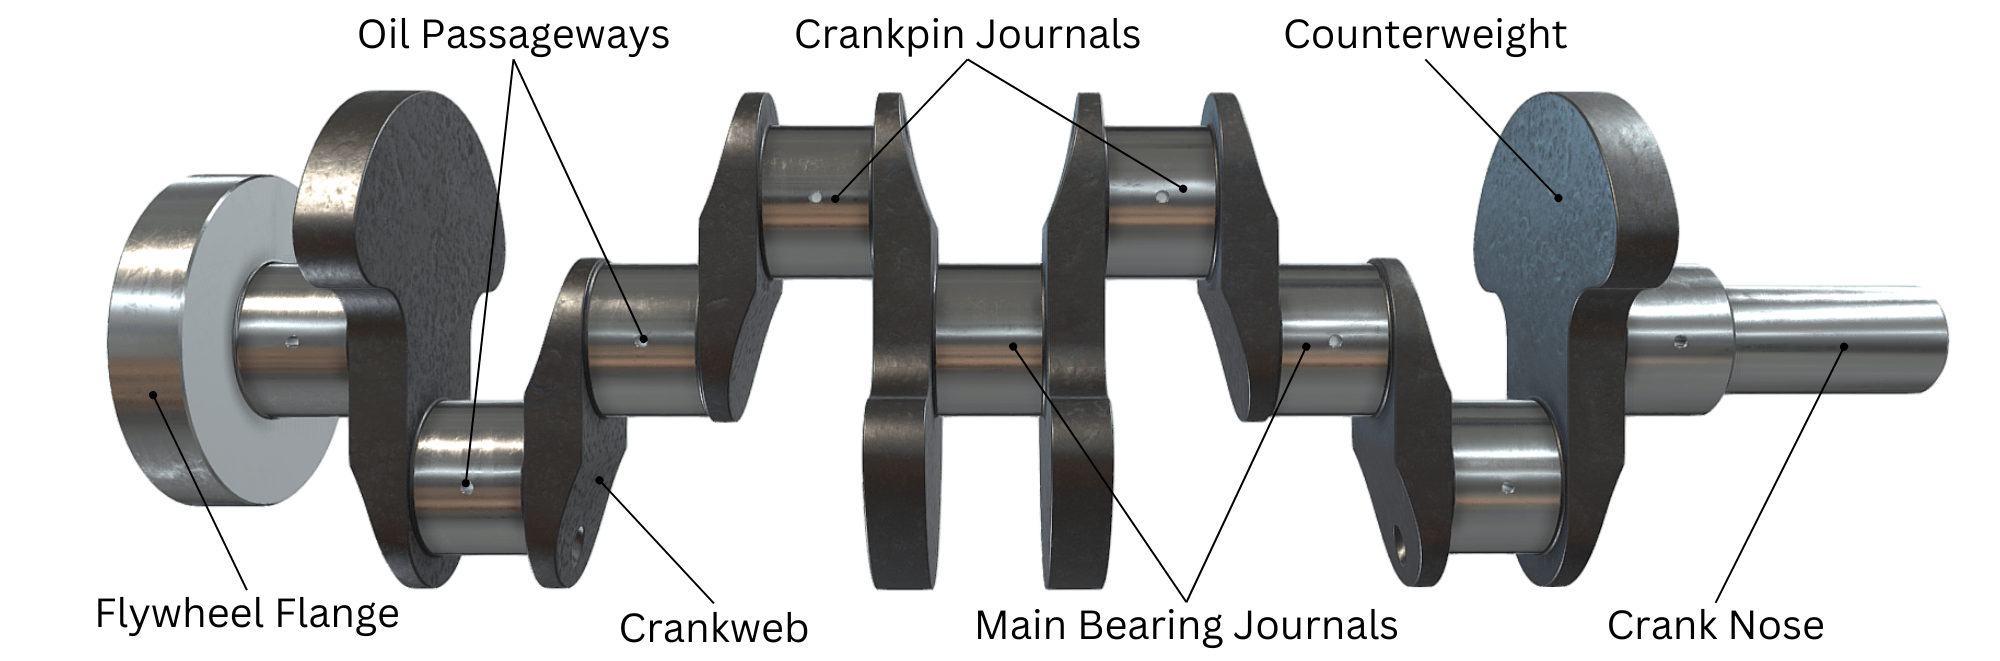 Oil Passageways
Crankpin Journals
Counterweight
Flywheel Flange
Crankweb
Main Bearing Journals
Crank Nose